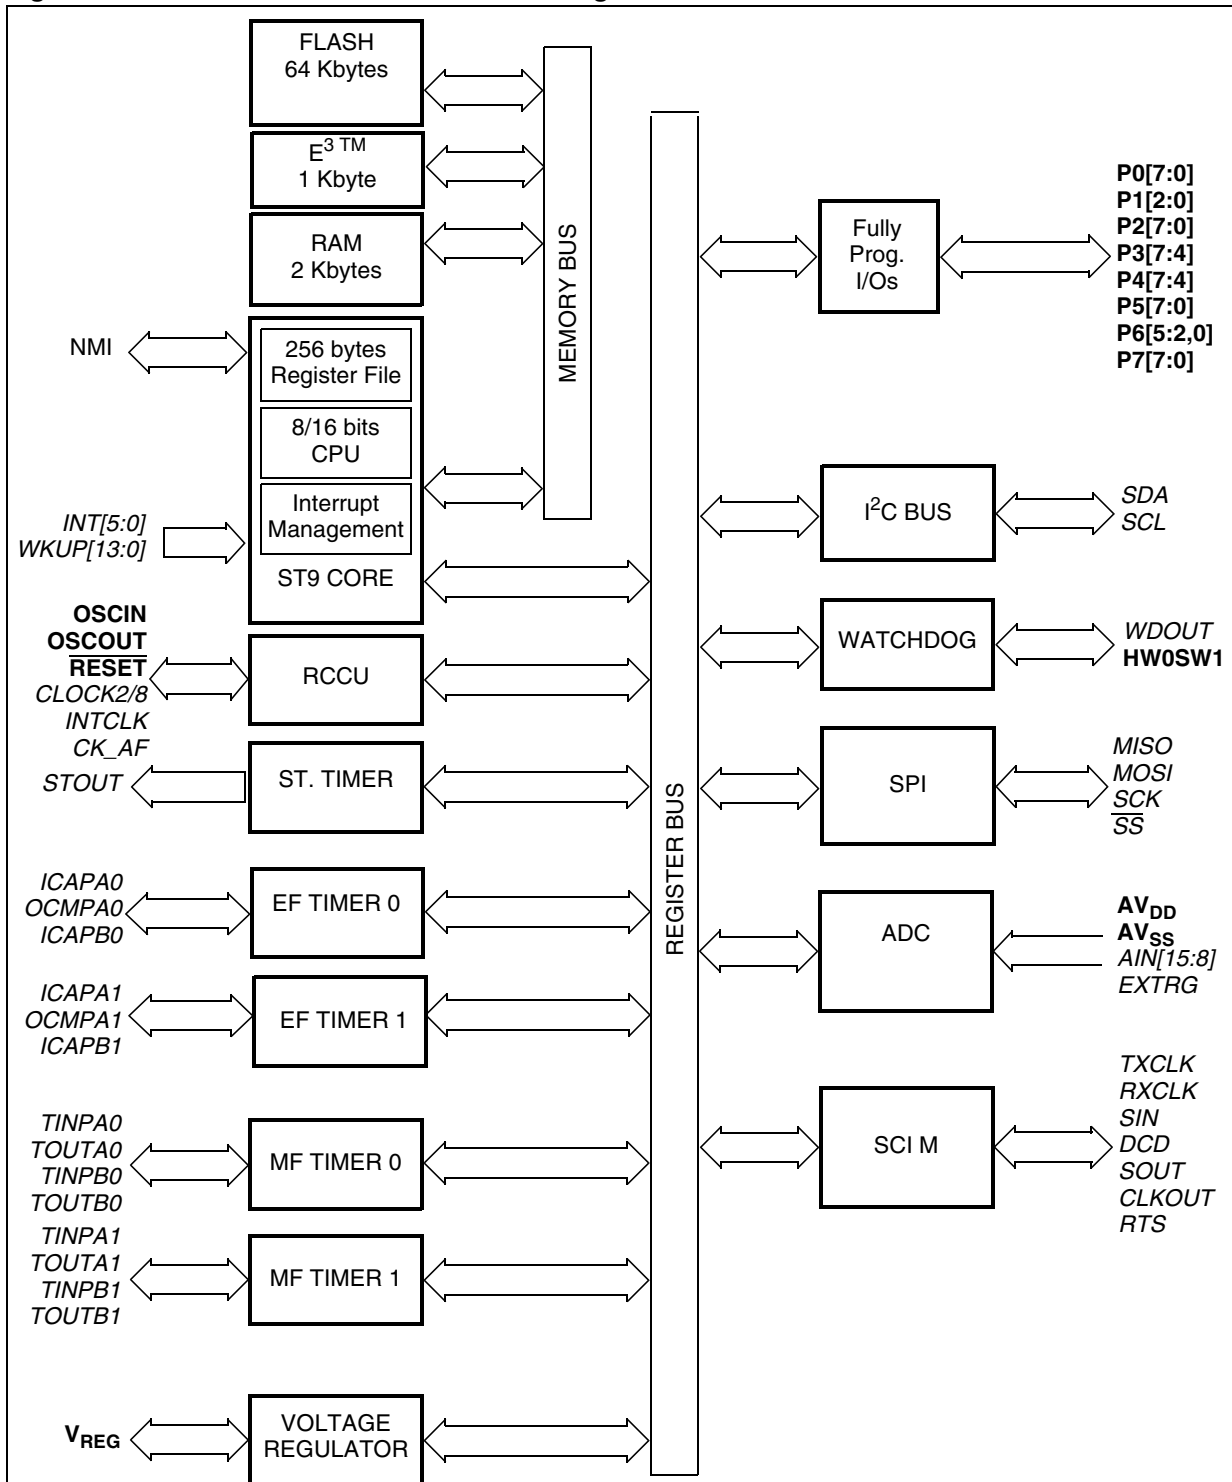 FLASH
64 Kbytes
E3 TM
1 Kbyte
RAM
2 Kbytes
NMI
256 bytes
Register File
8/16 bits
CPU
Interrupt
Management
ST9 CORE
INT[5:0]
WKUP[13:0]
MEMORY BUS
OSCIN
OSCOUT
RESET
CLOCK2/8
INTCLK
CK_AF
RCCU
STOUT
ST. TIMER
ICAPA0
OCMPA0
ICAPB0
EF TIMER 0
ICAPA1
OCMPA1
ICAPB1
EF TIMER 1
TINPA0
TOUTA0
TINPB0
TOUTB0
MF TIMER 0
TINPA1
TOUTA1
TINPB1
TOUTB1
MF TIMER 1
VREG
VOLTAGE
REGULATOR
REGISTER BUS
Fully
Prog.
I/Os
P0[7:0]
P1[2:0]
P2[7:0]
P3[7:4]
P4[7:4]
P5[7:0]
P6[5:2,0]
P7[7:0]
I2C BUS
SDA
SCL
WATCHDOG
WDOUT
HW0SW1
SPI
MISO
MOSI
SCK
SS
ADC
AVDD
AVSS
AIN[15:8]
EXTRG
SCI M
TXCLK
RXCLK
SIN
DCD
SOUT
CLKOUT
RTS